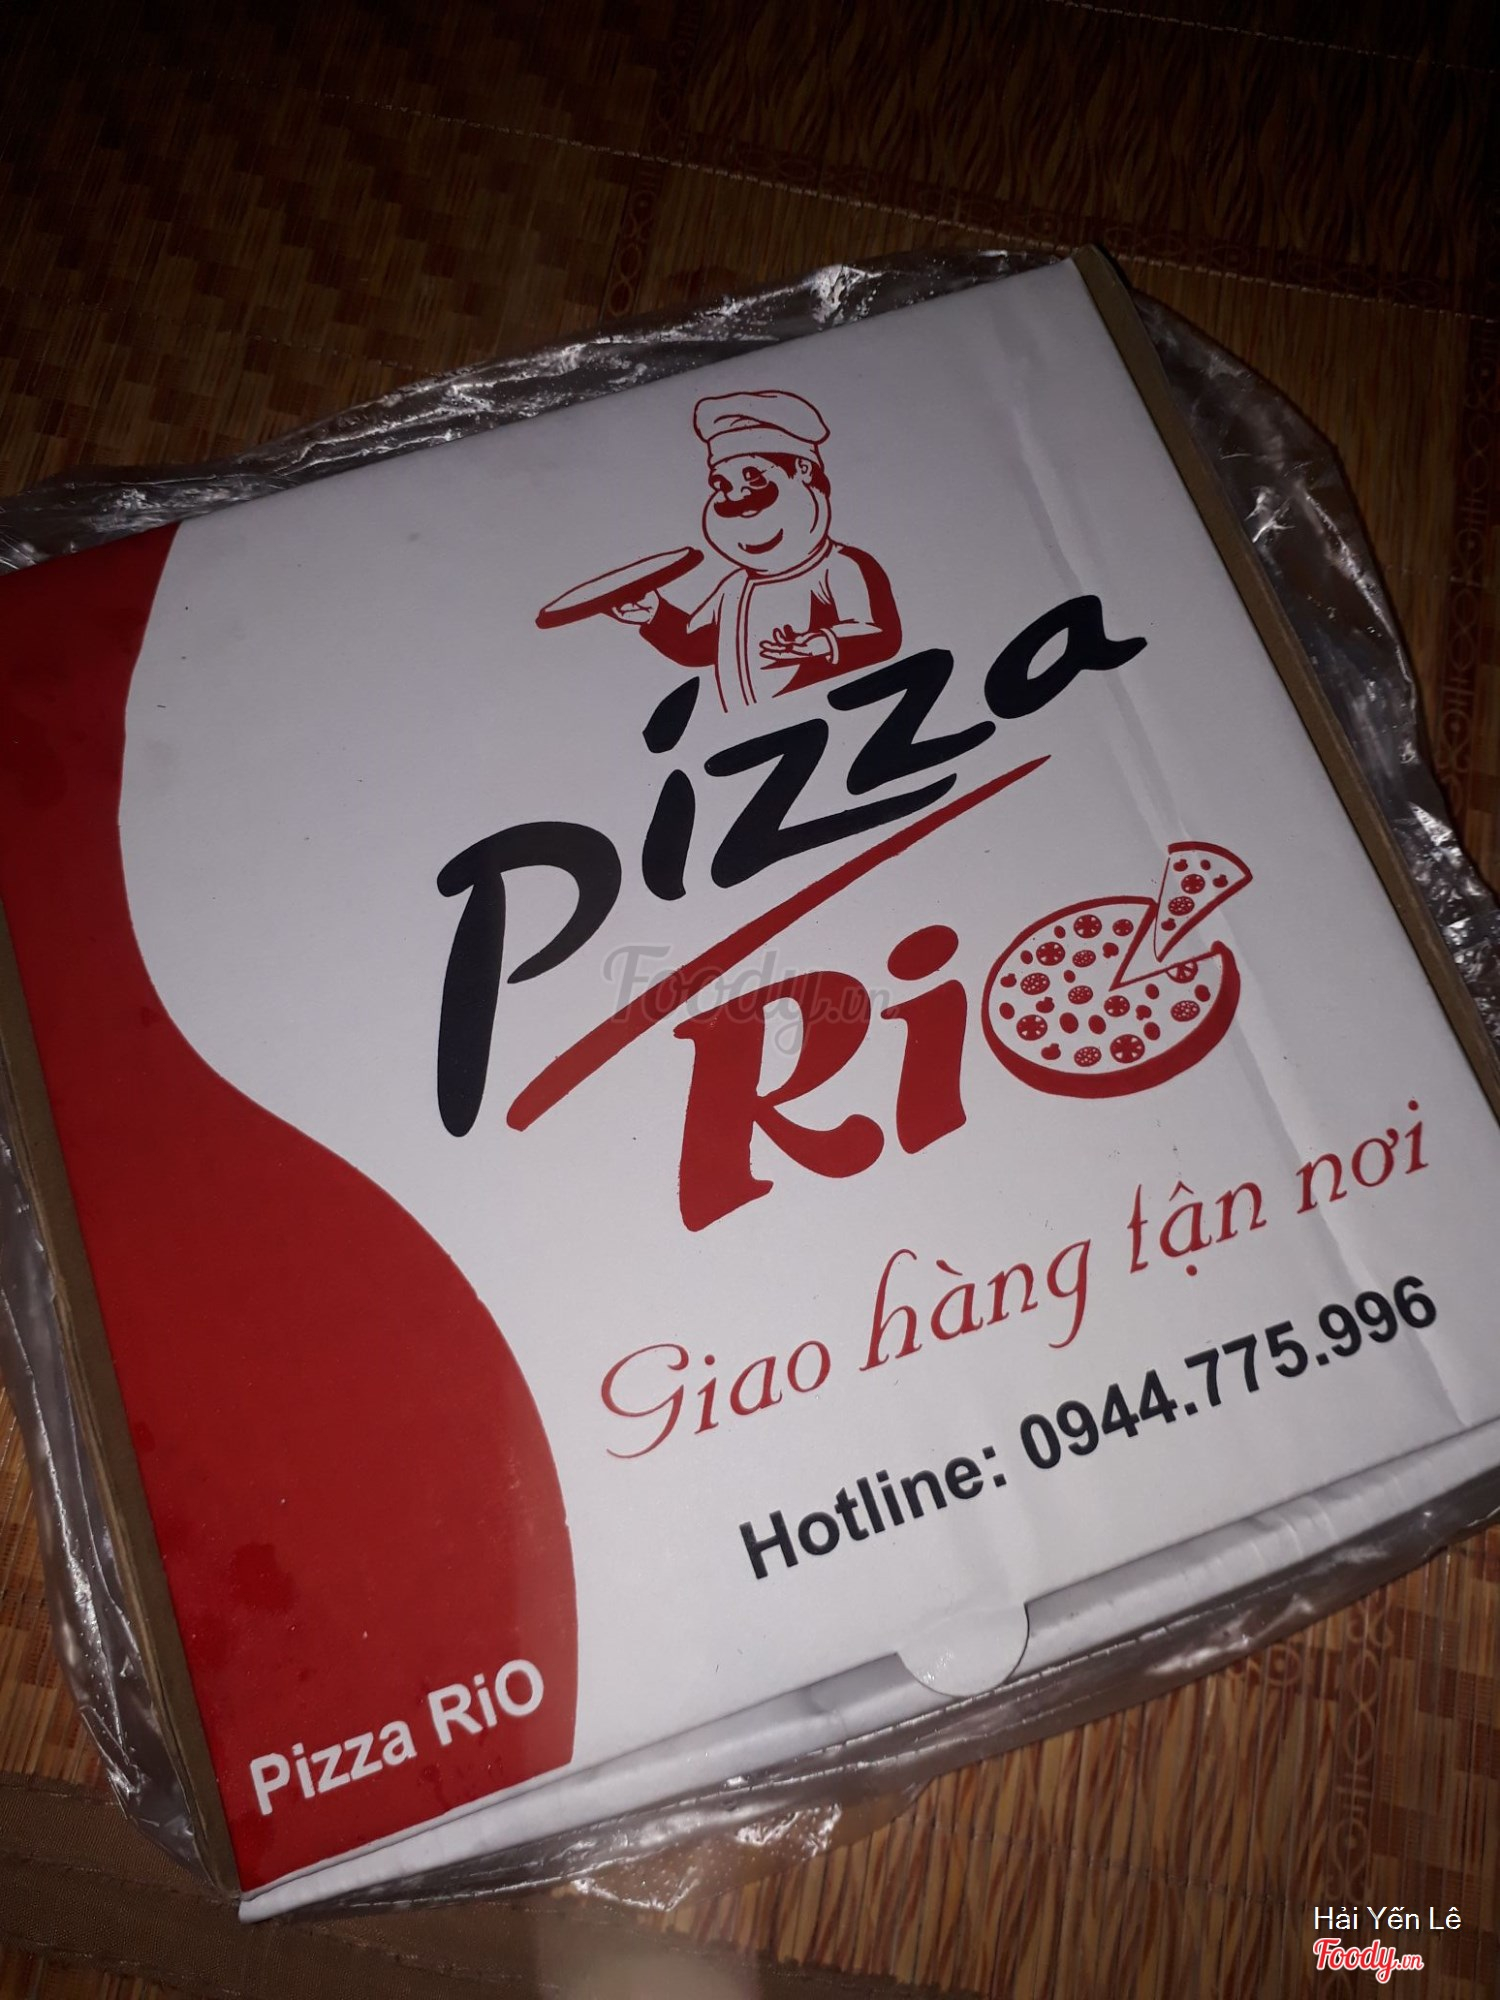 Pizza
RiO
Foody.vn
Giao hàng tận nơi
Hotline: 0944.775.996
Pizza RiO
Hải Yến Lê
Foody.vn